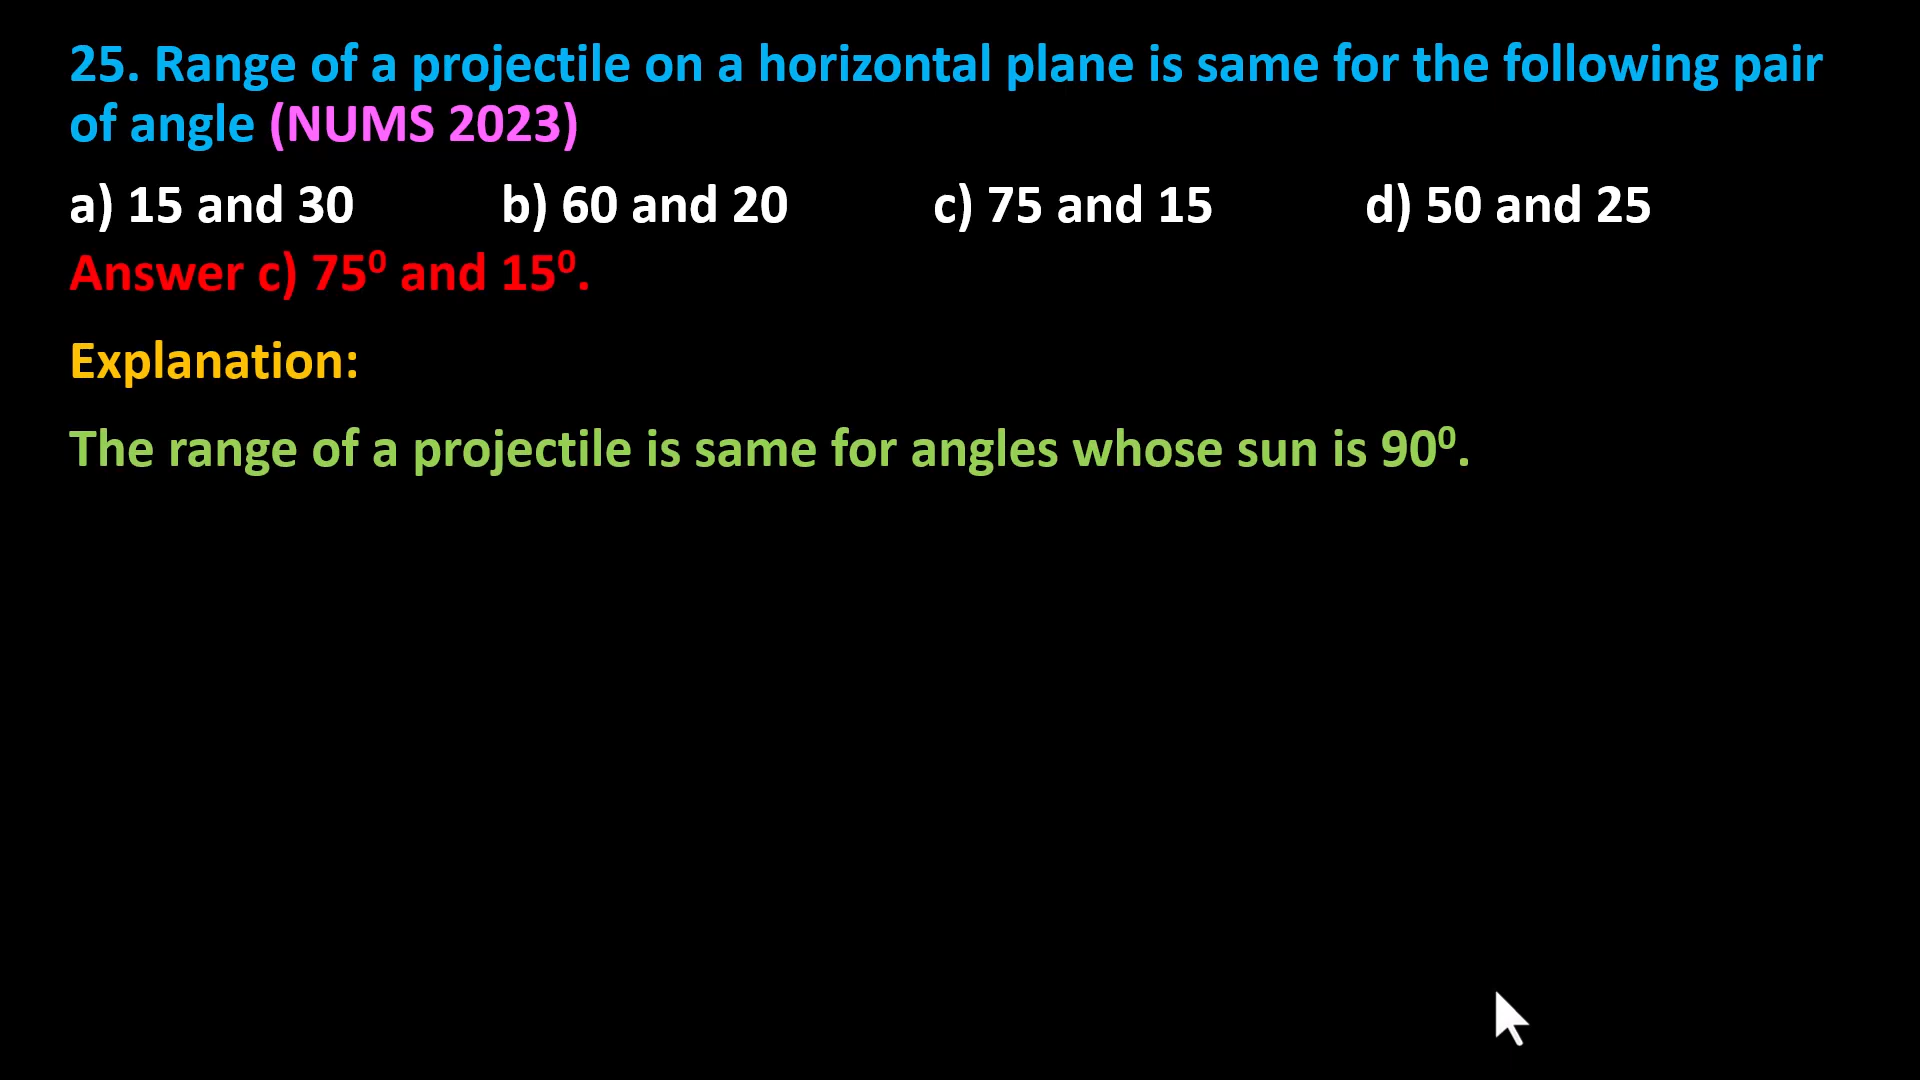 25. Range of a projectile on a horizontal plane is same for the following pair
of angle (NUMS 2023)
a) 15 and 30 b) 60 and 20 c) 75 and 15 d) 50 and 25
Answer c) 75⁰ and 15⁰.
Explanation:
The range of a projectile is same for angles whose sun is 90⁰.